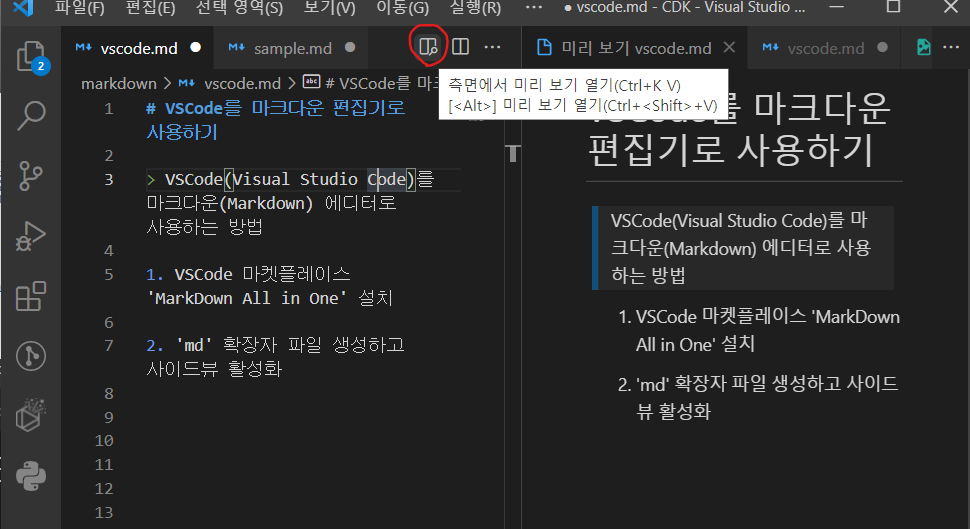 파일(F) 편집(E) 선택 영역(S) 보기(V) 이동(G) 실행(R) ··· ● vscode.md - CDK - Visual Studio ...
vscode.md ● sample.md ●
미리 보기 vscode.md × vscode.md ● ···
markdown > vscode.md > # VSCode를 마크
측면에서 미리 보기 열기(Ctrl+K V)
[<Alt>] 미리 보기 열기(Ctrl+<Shift>+V)
2
1 # VSCode를 마크다운 편집기로
사용하기
2
3 > VSCode(Visual Studio Code)를
마크다운(Markdown) 에디터로
사용하는 방법
4
5 1. VSCode 마켓플레이스
'MarkDown All in One' 설치
6
7 2. 'md' 확장자 파일 생성하고
사이드뷰 활성화
8
9
10
11
12
13
VSCode를 마크다운
편집기로 사용하기
VSCode(Visual Studio Code)를 마
크다운(Markdown) 에디터로 사용
하는 방법
1. VSCode 마켓플레이스 'MarkDown
All in One' 설치
2. 'md' 확장자 파일 생성하고 사이드
뷰 활성화